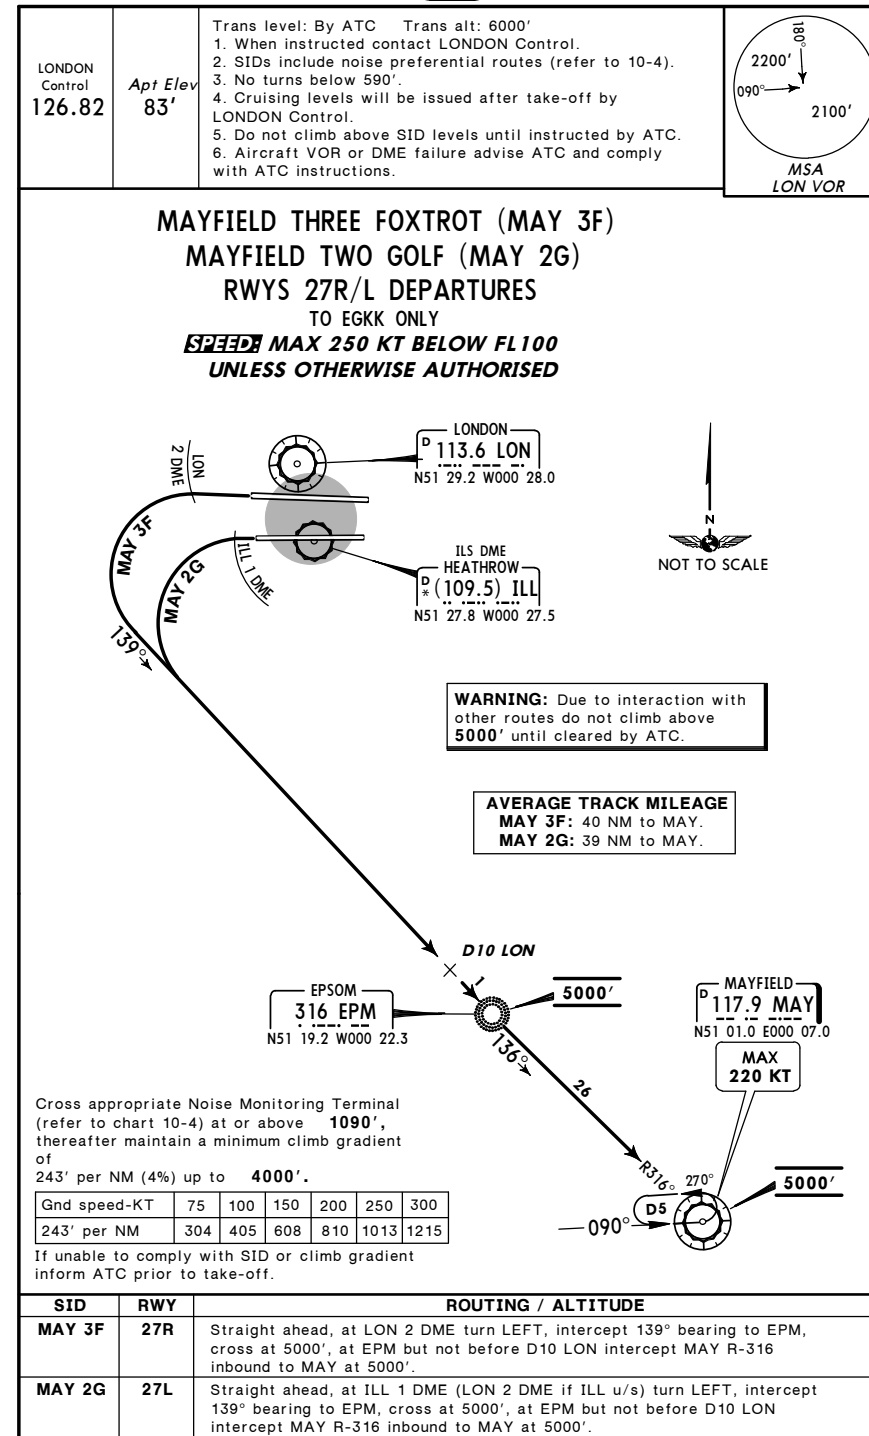 LONDON
Control
126.82
Apt Elev
83'
Trans level: By ATC Trans alt: 6000'
1. When instructed contact LONDON Control.
2. SIDs include noise preferential routes (refer to 10-4).
3. No turns below 590'.
4. Cruising levels will be issued after take-off by
LONDON Control.
5. Do not climb above SID levels until instructed by ATC.
6. Aircraft VOR or DME failure advise ATC and comply
with ATC instructions.
180°
2200'
090°
2100'
MSA
LON VOR
MAYFIELD THREE FOXTROT (MAY 3F)
MAYFIELD TWO GOLF (MAY 2G)
RWYS 27R/L DEPARTURES
TO EGKK ONLY
SPEED: MAX 250 KT BELOW FL100
UNLESS OTHERWISE AUTHORISED
LON
2 DME
LONDON
D 113.6 LON
N51 29.2 W000 28.0
MAY 3F
MAY 2G
ILL 1 DME
ILS DME
HEATHROW
D * (109.5) ILL
N51 27.8 W000 27.5
N
NOT TO SCALE
139°
WARNING: Due to interaction with
other routes do not climb above
5000' until cleared by ATC.
AVERAGE TRACK MILEAGE
MAY 3F: 40 NM to MAY.
MAY 2G: 39 NM to MAY.
D10 LON
1
EPSOM
316 EPM
N51 19.2 W000 22.3
5000'
MAYFIELD
D 117.9 MAY
N51 01.0 E000 07.0
MAX
220 KT
136°
26
R316°
270°
D5
090°
5000'
Cross appropriate Noise Monitoring Terminal
(refer to chart 10-4) at or above 1090',
thereafter maintain a minimum climb gradient
of
243' per NM (4%) up to 4000'.
Gnd speed-KT 75 100 150 200 250 300
243' per NM 304 405 608 810 1013 1215
If unable to comply with SID or climb gradient
inform ATC prior to take-off.
SID RWY ROUTING / ALTITUDE
MAY 3F 27R Straight ahead, at LON 2 DME turn LEFT, intercept 139° bearing to EPM,
cross at 5000', at EPM but not before D10 LON intercept MAY R-316
inbound to MAY at 5000'.
MAY 2G 27L Straight ahead, at ILL 1 DME (LON 2 DME if ILL u/s) turn LEFT, intercept
139° bearing to EPM, cross at 5000', at EPM but not before D10 LON
intercept MAY R-316 inbound to MAY at 5000'.